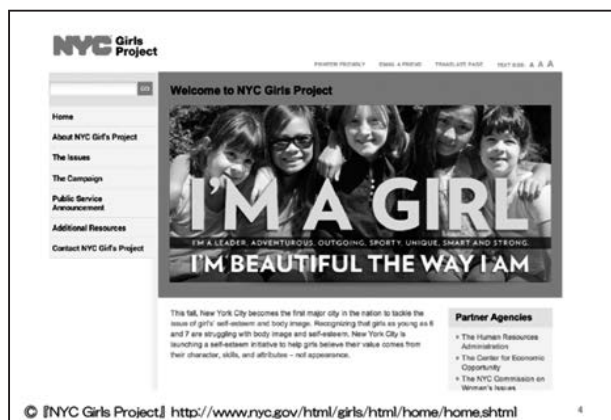 NYC Girls
Project
PRINTER FRIENDLY EMAIL A FRIEND TRANSLATE PAGE TEXT SIZE: A A A
GO
Home
About NYC Girl's Project
The Issues
The Campaign
Public Service
Announcement
Additional Resources
Contact NYC Girl's Project
Welcome to NYC Girls Project
I'M A GIRL
I'M A LEADER, ADVENTUROUS, OUTGOING, SPORTY, UNIQUE, SMART AND STRONG.
I'M BEAUTIFUL THE WAY I AM
This fall, New York City becomes the first major city in the nation to tackle the
issue of girls' self-esteem and body image. Recognizing that girls as young as 6
and 7 are struggling with body image and self-esteem, New York City is
launching a self-esteem initiative to help girls believe their value comes from
their character, skills, and attributes – not appearance.
Partner Agencies
» The Human Resources
Administration
» The Center for Economic
Opportunity
» The NYC Commission on
Women's Issues
© 『NYC Girls Project』 http://www.nyc.gov/html/girls/html/home/home.shtml
4